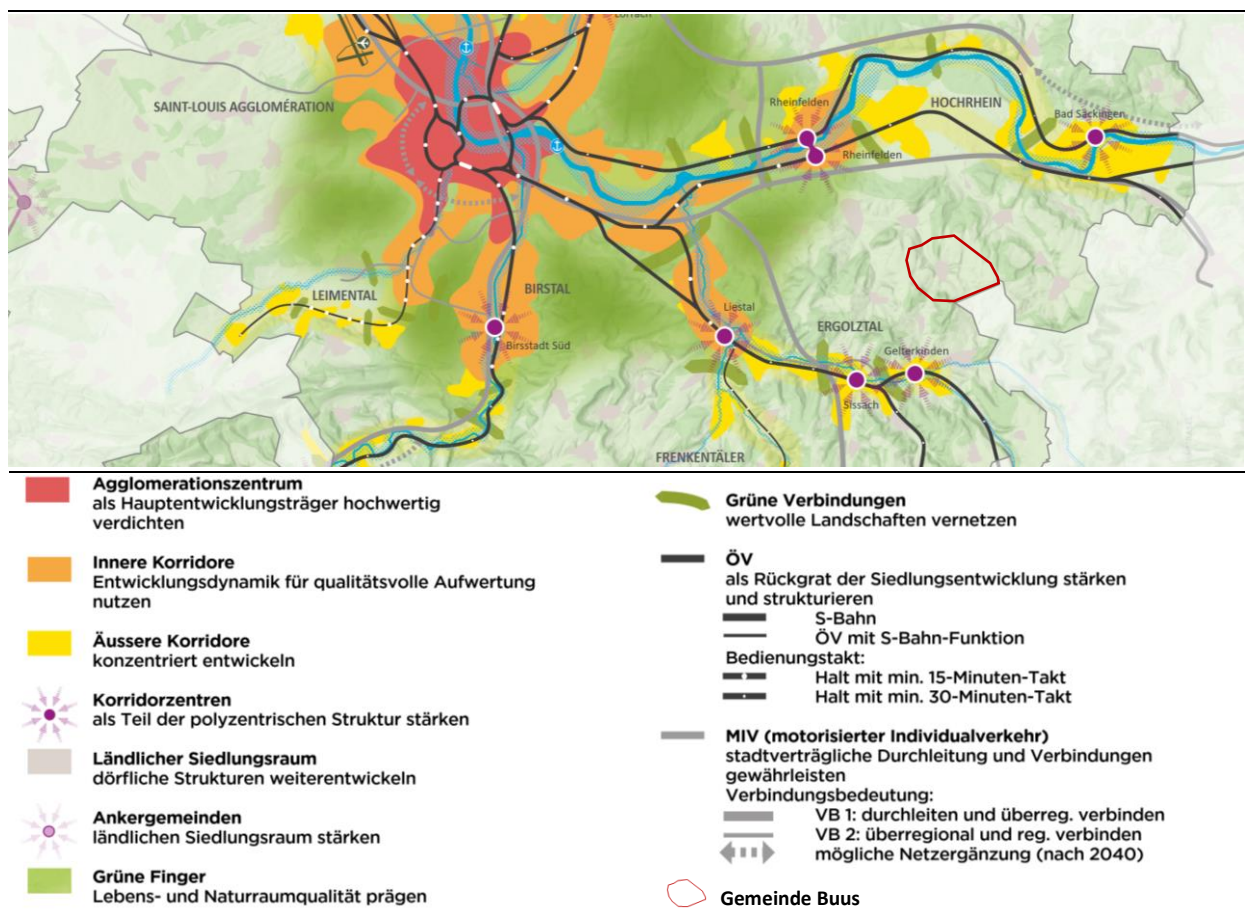 Lörrach
SAINT-LOUIS AGGLOMÉRATION
Rheinfelden
HOCHRHEIN
Bad Säckingen
Rheinfelden
LEIMENTAL
BIRSTAL
Birsstadt Süd
Liestal
ERGOLZTAL
Gelterkinden
Sissach
FRENKENTÄLER
Agglomerationszentrum
als Hauptentwicklungsträger hochwertig
verdichten
Innere Korridore
Entwicklungsdynamik für qualitätsvolle Aufwertung
nutzen
Äussere Korridore
konzentriert entwickeln
Korridorzentren
als Teil der polyzentrischen Struktur stärken
Ländlicher Siedlungsraum
dörfliche Strukturen weiterentwickeln
Ankergemeinden
ländlichen Siedlungsraum stärken
Grüne Finger
Lebens- und Naturraumqualität prägen
Grüne Verbindungen
wertvolle Landschaften vernetzen
ÖV
als Rückgrat der Siedlungsentwicklung stärken
und strukturieren
S-Bahn
ÖV mit S-Bahn-Funktion
Bedienungstakt:
Halt mit min. 15-Minuten-Takt
Halt mit min. 30-Minuten-Takt
MIV (motorisierter Individualverkehr)
stadtverträgliche Durchleitung und Verbindungen
gewährleisten
Verbindungsbedeutung:
VB 1: durchleiten und überreg. verbinden
VB 2: überregional und reg. verbinden
mögliche Netzergänzung (nach 2040)
Gemeinde Buus